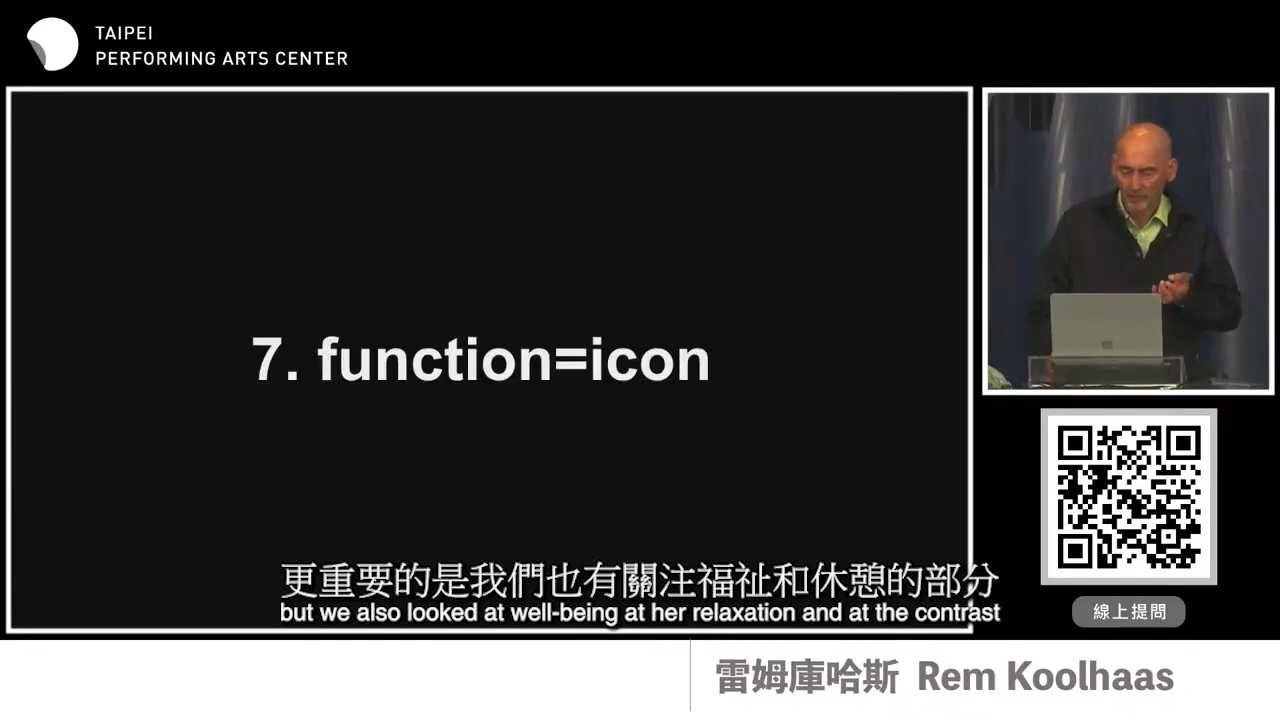 TAIPEI
PERFORMING ARTS CENTER
7. function=icon
更重要的是我們也有關注福祉和休憩的部分
but we also looked at well-being at her relaxation and at the contrast
線上提問
雷姆庫哈斯 Rem Koolhaas